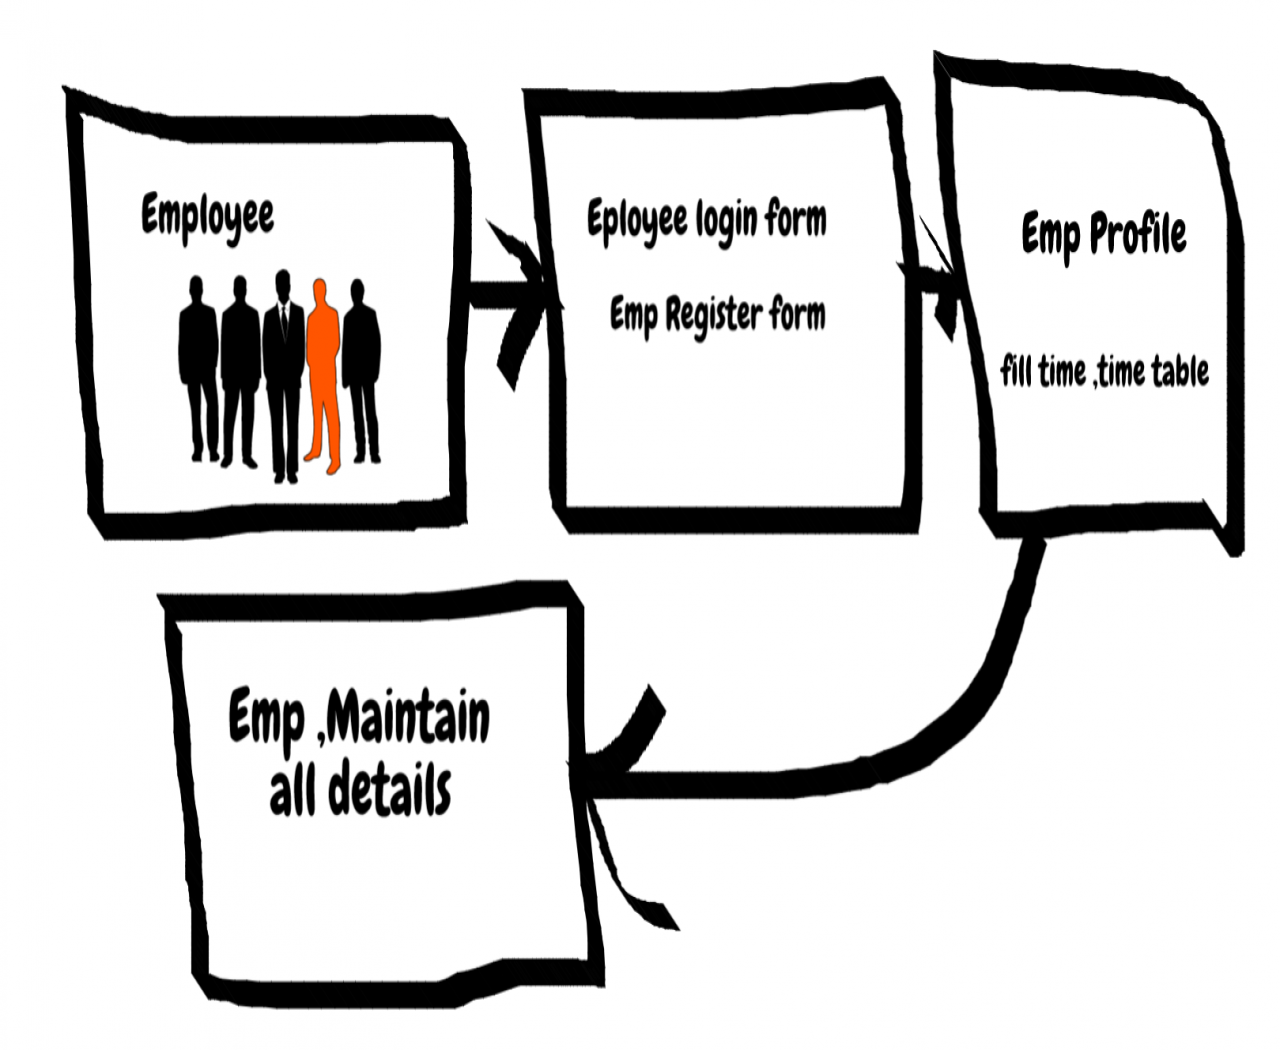 Employee
Eployee login form
Emp Register form
Emp Profile
fill time ,time table
Emp ,Maintain
all details